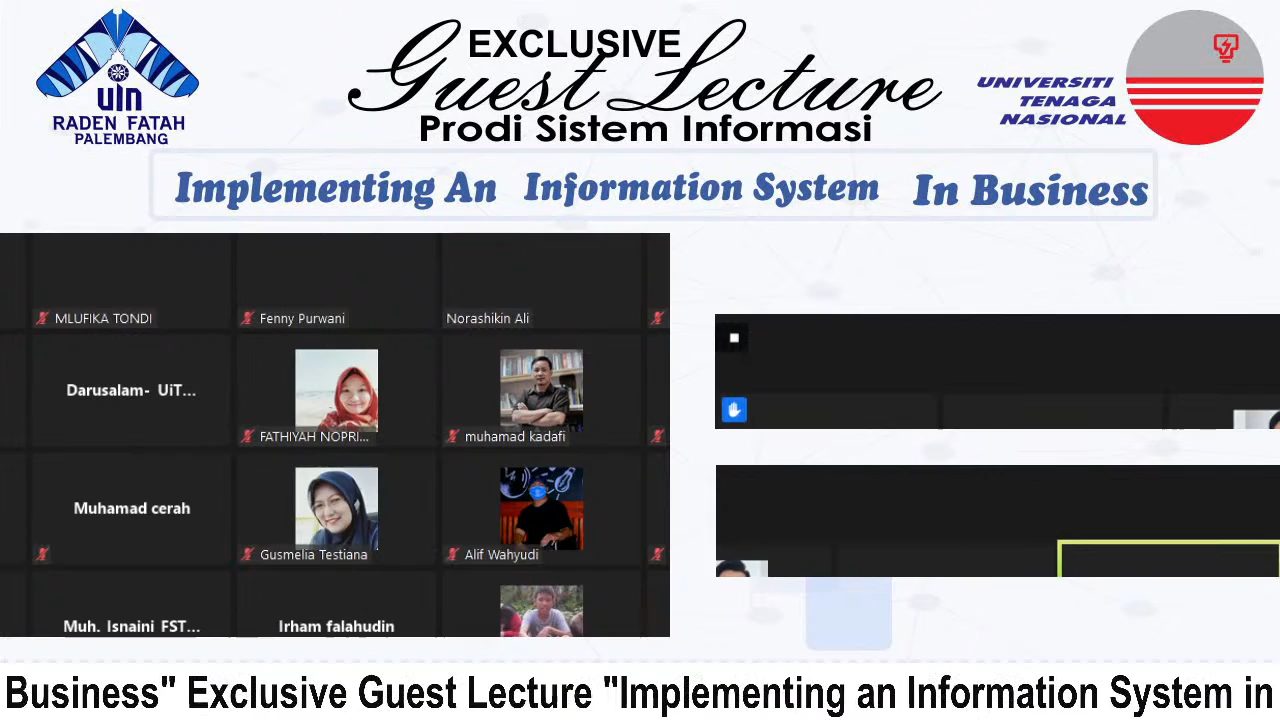 uin
RADEN FATAH
PALEMBANG
EXCLUSIVE
Guest Lecture
Prodi Sistem Informasi
UNIVERSITI
TENAGA
NASIONAL
Implementing An Information System In Business
MLUFIKA TONDI
Fenny Purwani
Norashikin Ali
Darusalam- UiT...
FATHIYAH NOPRI...
muhamad kadafi
Muhamad cerah
Gusmelia Testiana
Alif Wahyudi
Muh. Isnaini FST...
Irham falahudin
Business" Exclusive Guest Lecture "Implementing an Information System in